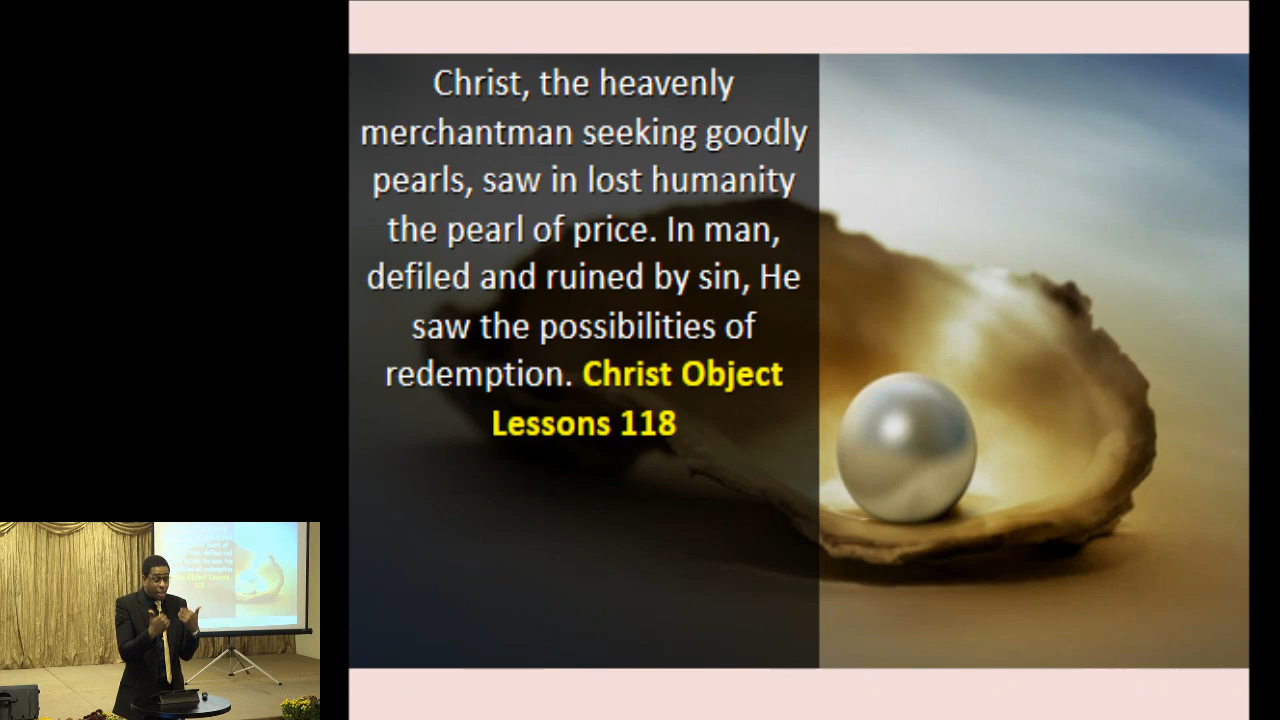 Christ, the heavenly
merchantman seeking goodly
pearls, saw in lost humanity
the pearl of price. In man,
defiled and ruined by sin, He
saw the possibilities of
redemption. Christ Object
Lessons 118